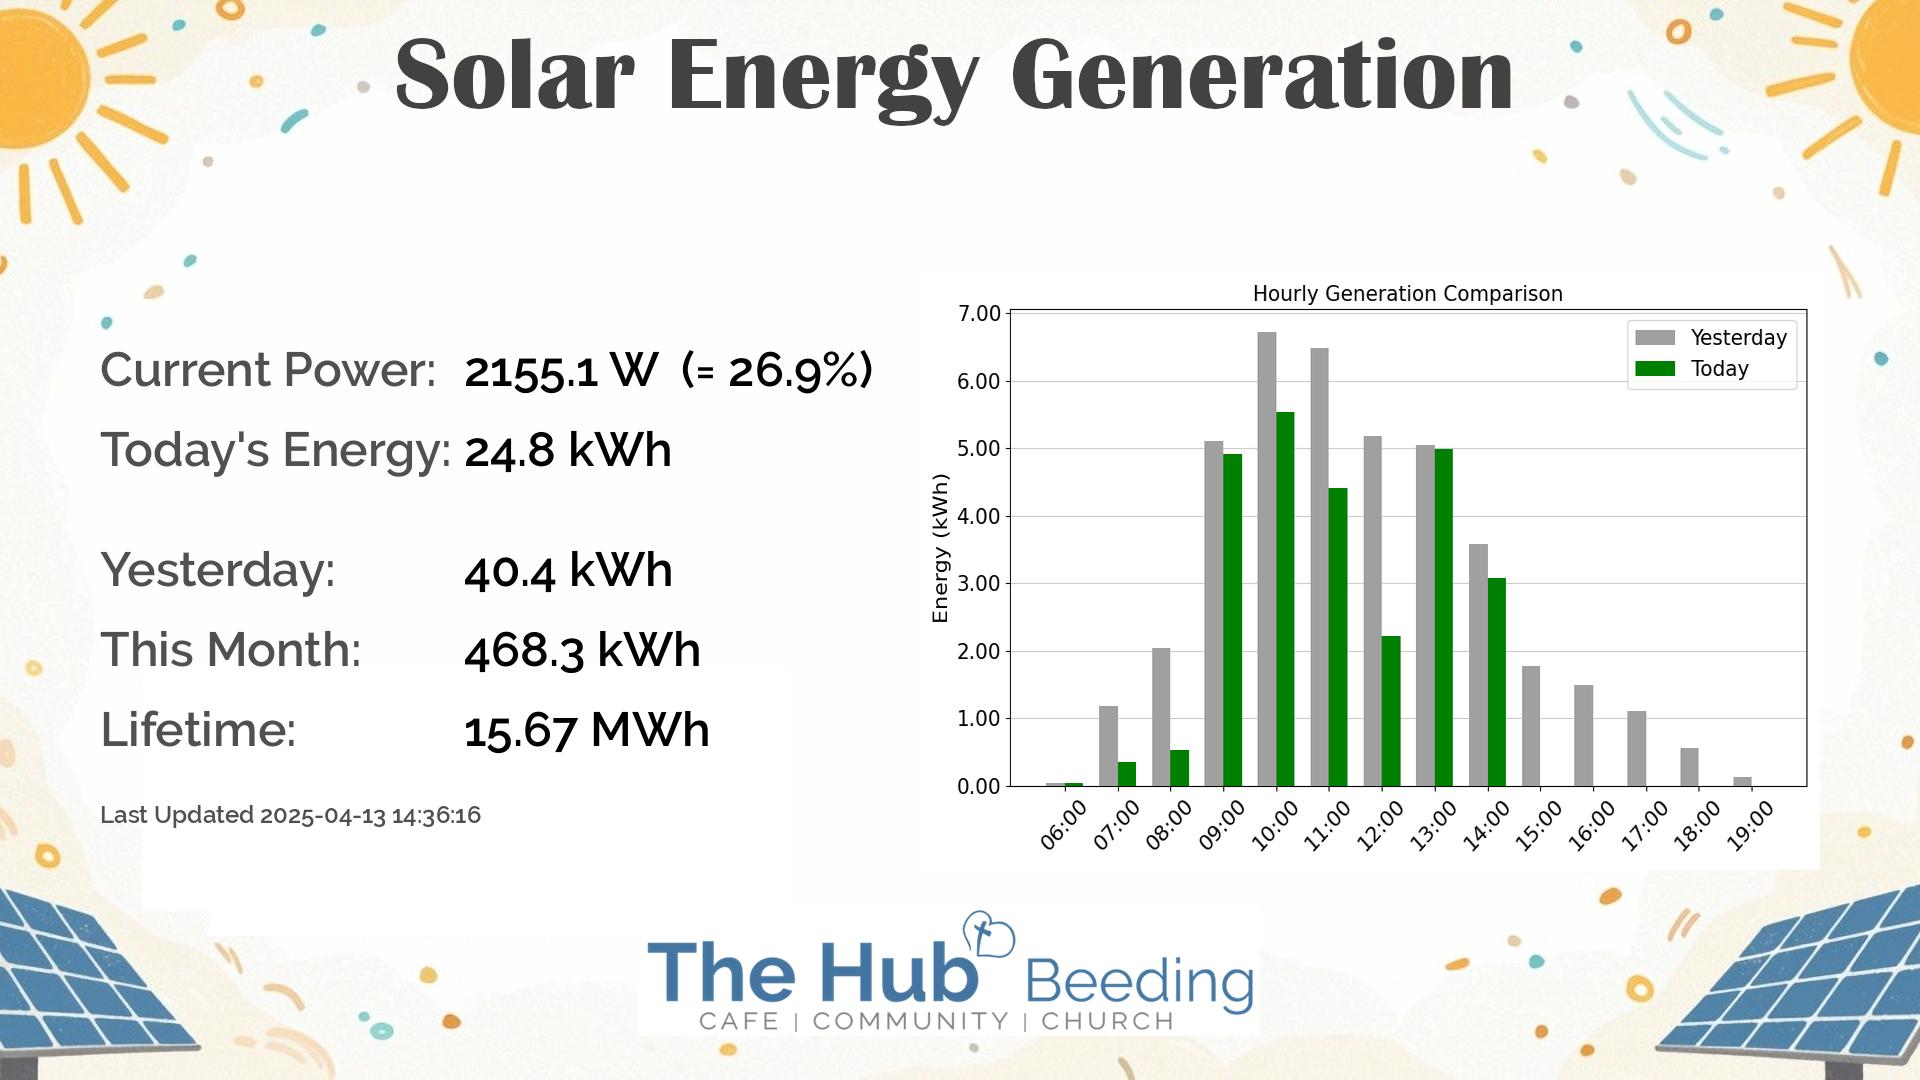 Solar Energy Generation
Current Power: 2155.1 W (= 26.9%)
Today's Energy: 24.8 kWh
Yesterday: 40.4 kWh
This Month: 468.3 kWh
Lifetime: 15.67 MWh
Last Updated 2025-04-13 14:36:16
Hourly Generation Comparison
Yesterday
Today
Energy (kWh)
7.00
6.00
5.00
4.00
3.00
2.00
1.00
0.00
06:00 07:00 08:00 09:00 10:00 11:00 12:00 13:00 14:00 15:00 16:00 17:00 18:00 19:00
The Hub Beeding
CAFE | COMMUNITY | CHURCH